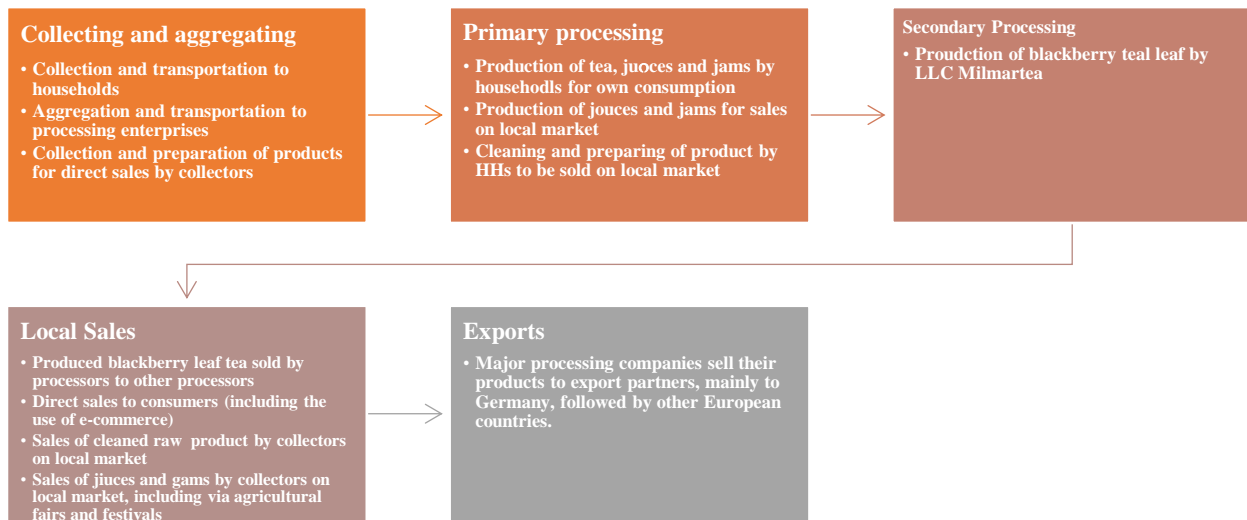 Collecting and aggregating
• Collection and transportation to
households
• Aggregation and transportation to
processing enterprises
• Collection and preparation of products
for direct sales by collectors
Primary processing
• Production of tea, juoces and jams by
househodls for own consumption
• Production of jouces and jams for sales
on local market
• Cleaning and preparing of product by
HHs to be sold on local market
Secondary Processing
• Proudction of blackberry teal leaf by
LLC Milmartea
Local Sales
• Produced blackberry leaf tea sold by
processors to other processors
• Direct sales to consumers (including the
use of e-commerce)
• Sales of cleaned raw product by collectors
on local market
• Sales of jiuces and gams by collectors on
local market, including via agricultural
fairs and festivals
Exports
• Major processing companies sell their
products to export partners, mainly to
Germany, followed by other European
countries.